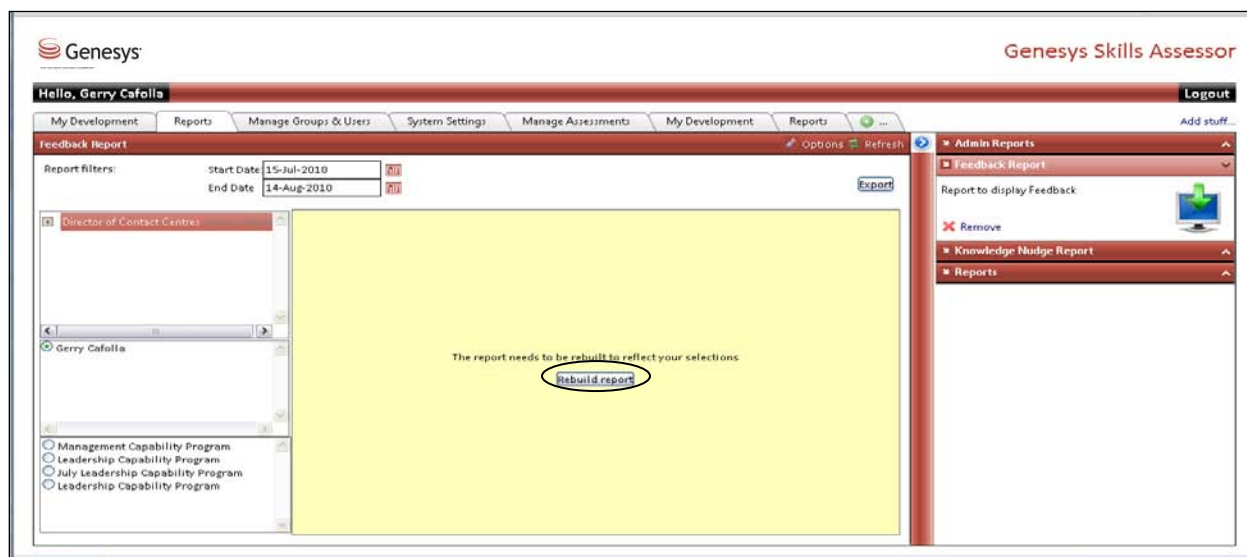 Genesys
Genesys Skills Assessor
Hello, Gerry Cafolla
Logout
My Development
Reports
Manage Groups & Users
System Settings
Manage Assessments
My Development
Reports
...
Add stuff...
Feedback Report
Options
Refresh
Report filters:
Start Date
15-Jul-2010
End Date
14-Aug-2010
Export
Director of Contact Centres
Gerry Cafolla
Management Capability Program
Leadership Capability Program
July Leadership Capability Program
Leadership Capability Program
The report needs to be rebuilt to reflect your selections
Rebuild report
Admin Reports
Feedback Report
Report to display Feedback
Remove
Knowledge Nudge Report
Reports